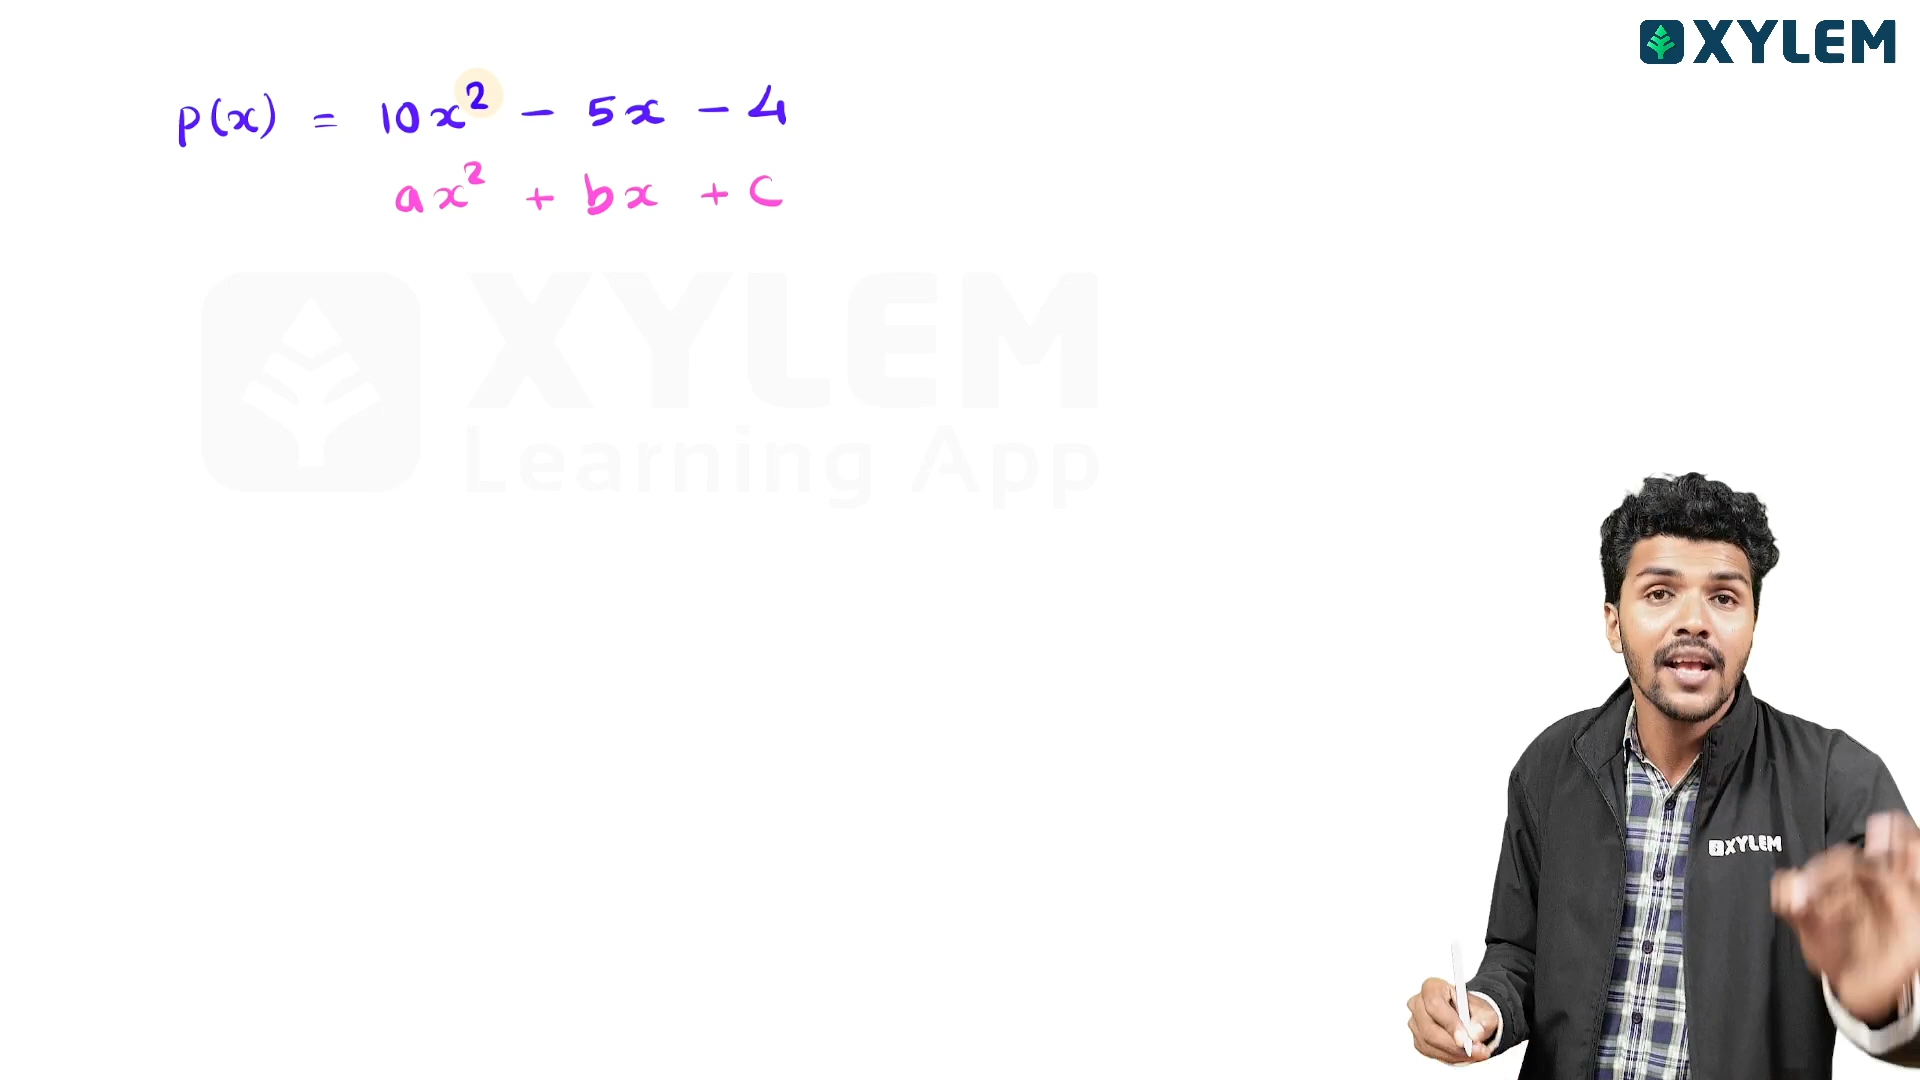 XYLEM
p(x) = 10x² - 5x - 4
ax² + bx + c
XYLEM
Learning App
XYLEM